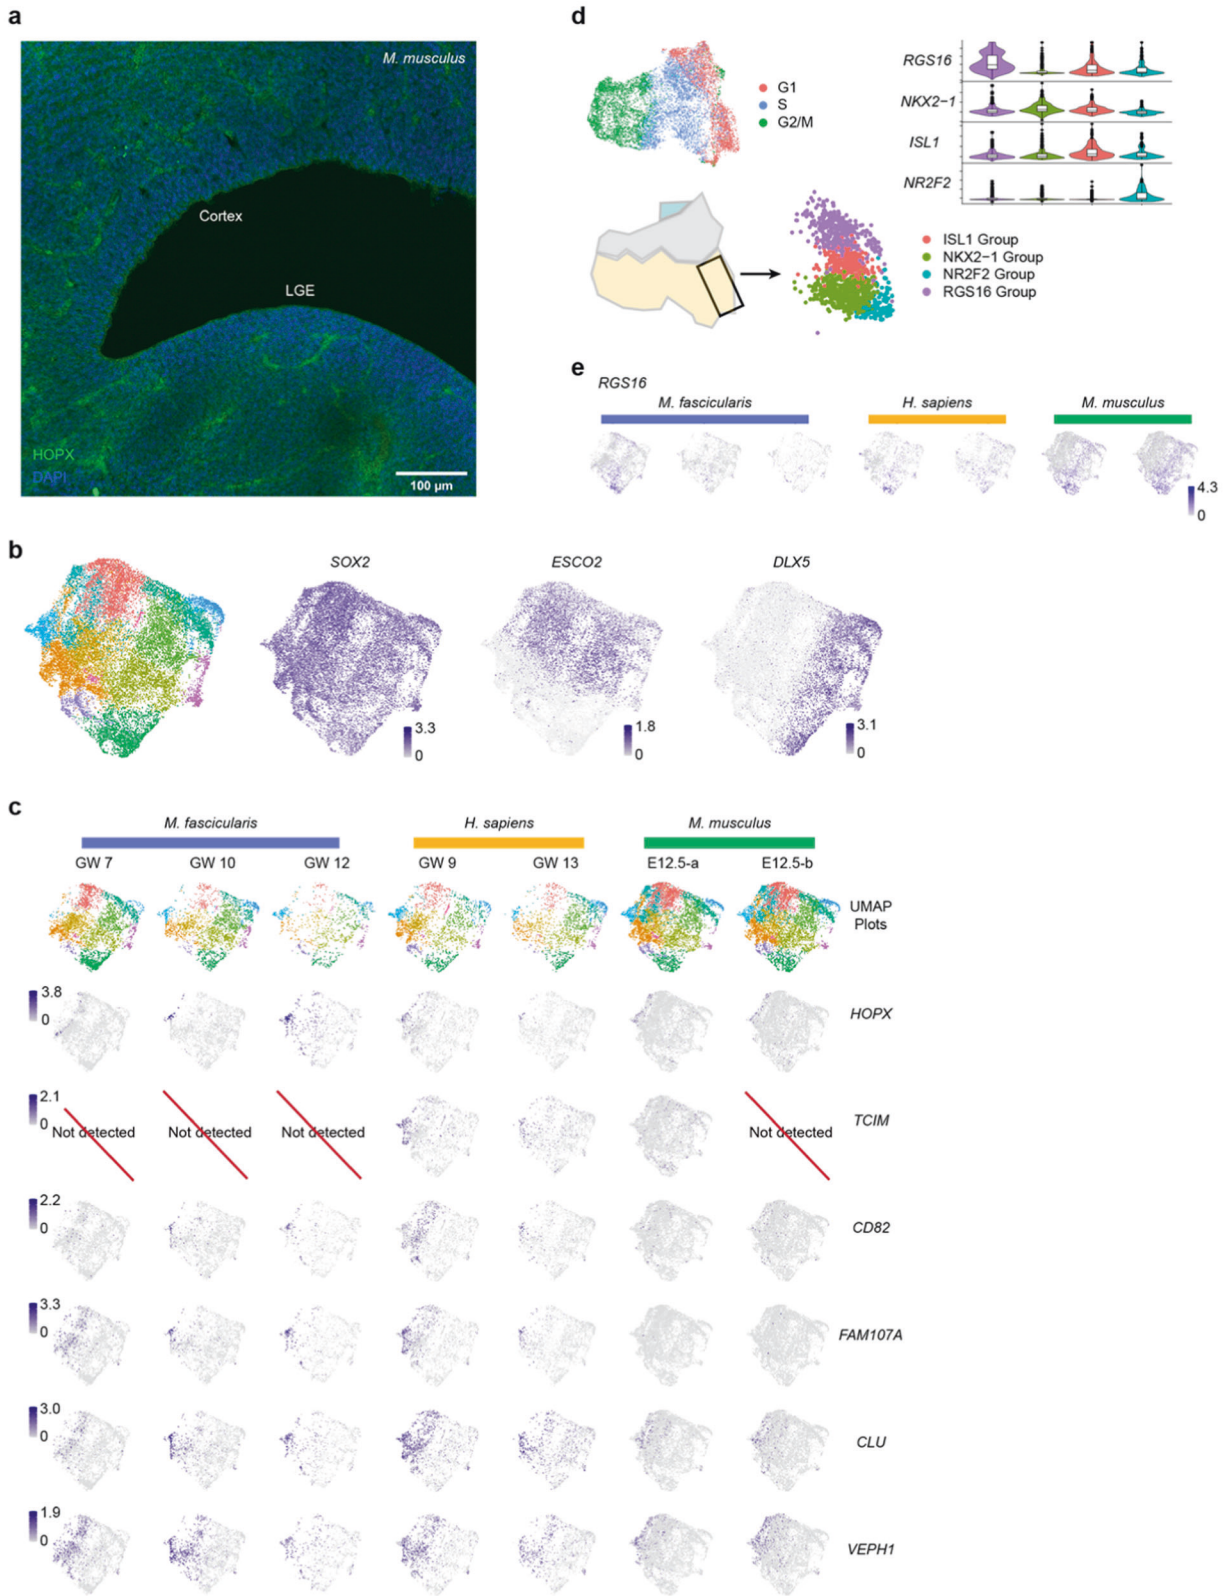 a
M. musculus
Cortex
LGE
HOPX
DAPI
100 µm
d
G1
S
G2/M
RGS16
NKX2−1
ISL1
NR2F2
ISL1 Group
NKX2−1 Group
NR2F2 Group
RGS16 Group
e
RGS16
M. fascicularis H. sapiens M. musculus
4.3
0
b
SOX2 ESCO2 DLX5
3.3 1.8 3.1
0 0 0
c
M. fascicularis H. sapiens M. musculus
GW 7 GW 10 GW 12 GW 9 GW 13 E12.5-a E12.5-b
UMAP
Plots
3.8
0
HOPX
2.1
0
Not detected Not detected Not detected Not detected
TCIM
2.2
0
CD82
3.3
0
FAM107A
3.0
0
CLU
1.9
0
VEPH1